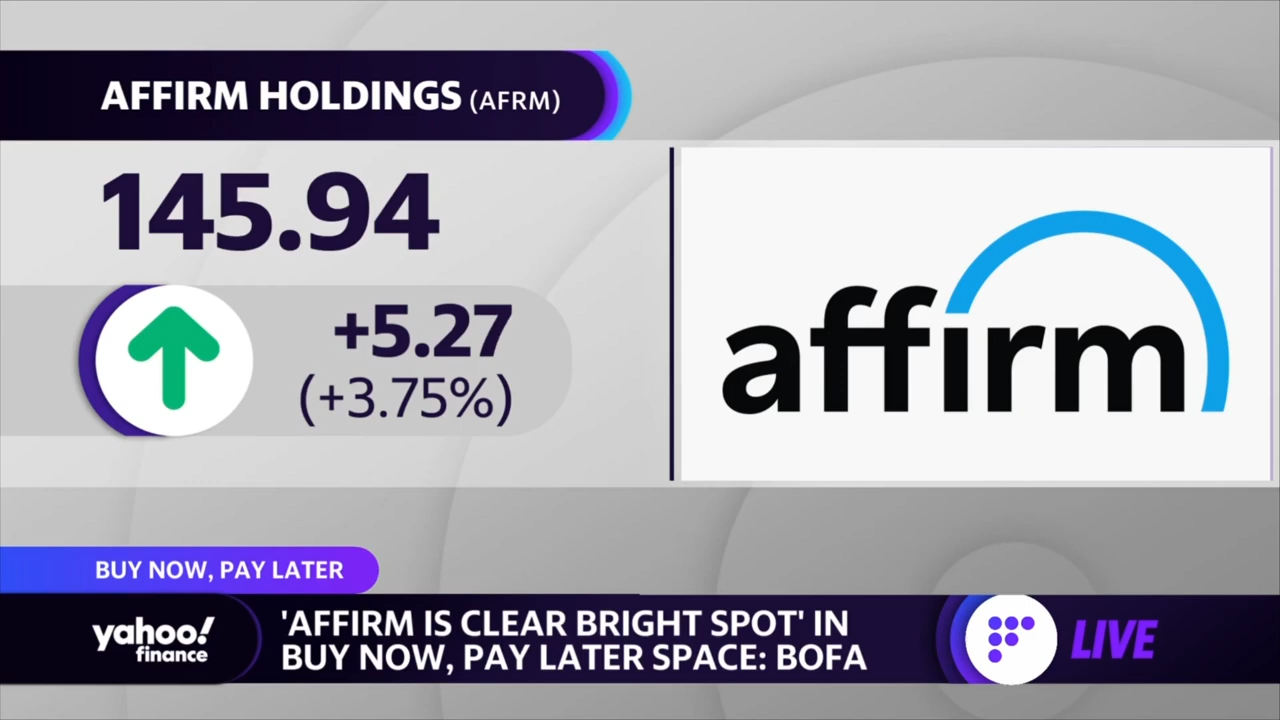 AFFIRM HOLDINGS (AFRM)
145.94
+5.27
(+3.75%)
affirm
BUY NOW, PAY LATER
yahoo!
finance
'AFFIRM IS CLEAR BRIGHT SPOT' IN
BUY NOW, PAY LATER SPACE: BOFA
LIVE